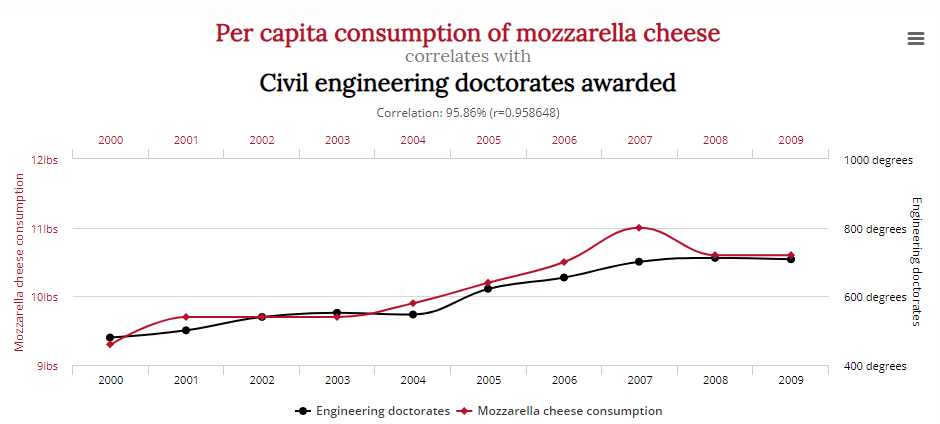 Per capita consumption of mozzarella cheese
correlates with
Civil engineering doctorates awarded
Correlation: 95.86% (r=0.958648)
2000 2001 2002 2003 2004 2005 2006 2007 2008 2009
12lbs 1000 degrees
11lbs 800 degrees
10lbs 600 degrees
9lbs 400 degrees
Mozzarella cheese consumption
Engineering doctorates
2000 2001 2002 2003 2004 2005 2006 2007 2008 2009
Engineering doctorates Mozzarella cheese consumption